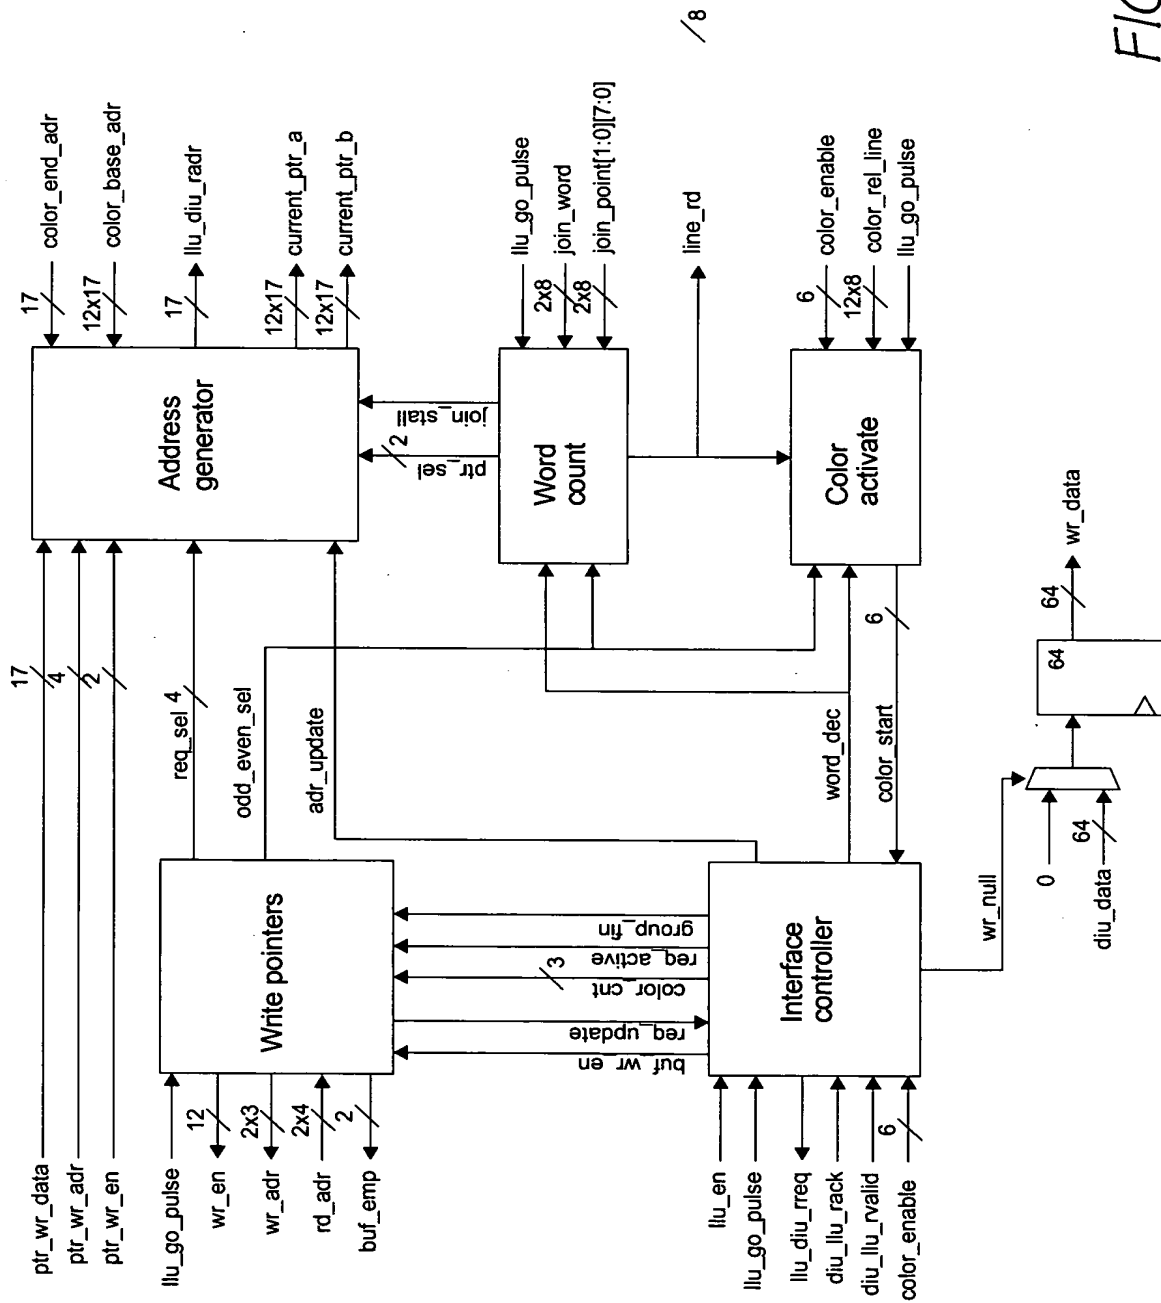 ptr_wr_data
17
ptr_wr_adr
4
ptr_wr_en
2
17
color_end_adr
12x17
color_base_adr
17
llu_diu_radr
12x17
current_ptr_a
12x17
current_ptr_b
Address
generator
req_sel
4
odd_even_sel
adr_update
llu_go_pulse
12
wr_en
2x3
wr_adr
2x4
rd_adr
2
buf_emp
Write pointers
join_stall
ptr_sel
2
Word
count
llu_go_pulse
2x8
join_word
2x8
join_point[1:0][7:0]
line_rd
group_fin
req_active
color_cnt
3
req_update
buf_wr_en
llu_en
llu_go_pulse
llu_diu_rreq
diu_llu_rack
diu_llu_rvalid
6
color_enable
Interface
controller
word_dec
color_start
6
Color
activate
6
color_enable
12x8
color_rel_line
llu_go_pulse
wr_null
0
64
diu_data
64
64
wr_data
8